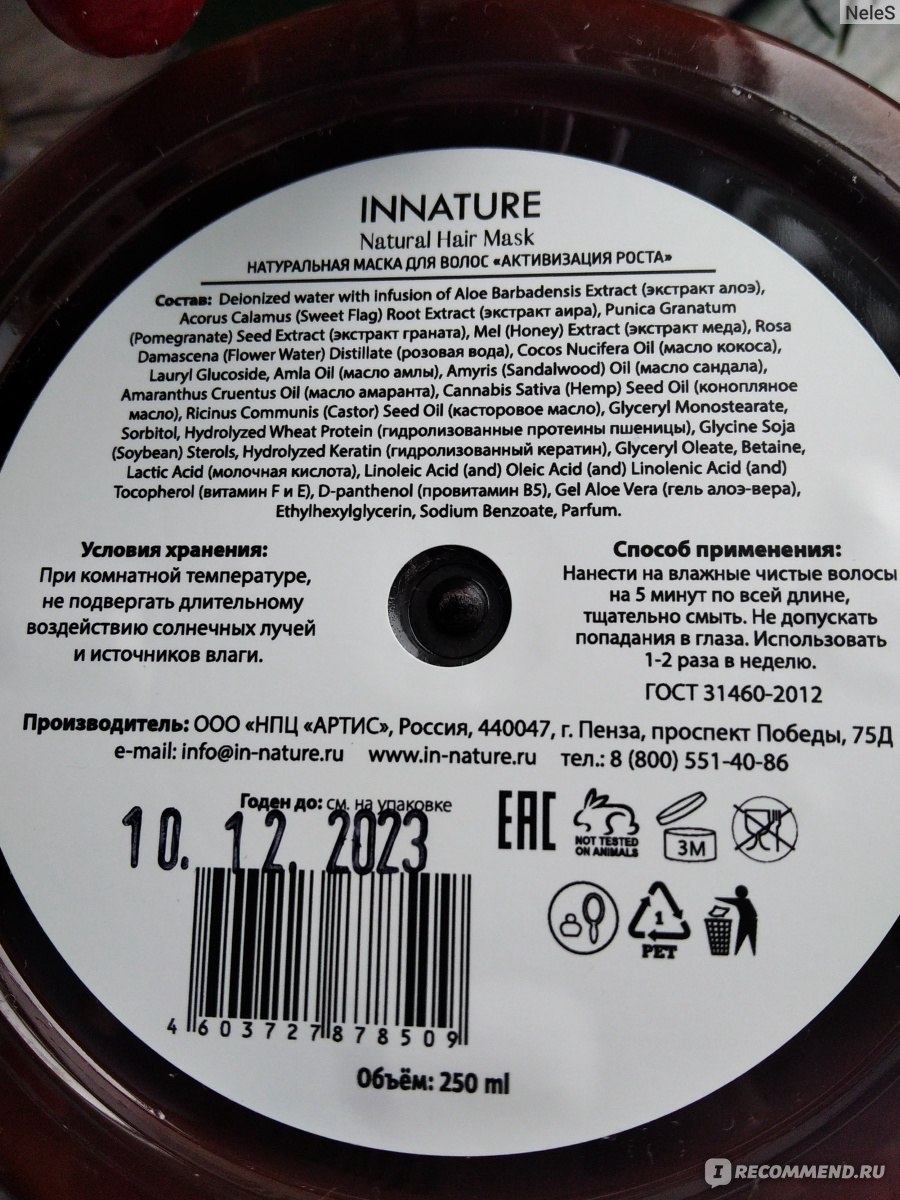 NeleS
INNATURE
Natural Hair Mask
НАТУРАЛЬНАЯ МАСКА ДЛЯ ВОЛОС «АКТИВИЗАЦИЯ РОСТА»
Состав: Delonized water with infusion of Aloe Barbadensis Extract (экстракт алоэ),
Acorus Calamus (Sweet Flag) Root Extract (экстракт аира), Punica Granatum
(Pomegranate) Seed Extract (экстракт граната), Mel (Honey) Extract (экстракт меда), Rosa
Damascena (Flower Water) Distillate (розовая вода), Cocos Nucifera Oil (масло кокоса),
Lauryl Glucoside, Amla Oil (масло амлы), Amyris (Sandalwood) Oil (масло сандала),
Amaranthus Cruentus Oil (масло амаранта), Cannabis Sativa (Hemp) Seed Oil (конопляное
масло), Ricinus Communis (Castor) Seed Oil (касторовое масло), Glyceryl Monostearate,
Sorbitol, Hydrolyzed Wheat Protein (гидролизованные протеины пшеницы), Glycine Soja
(Soybean) Sterols, Hydrolyzed Keratin (гидролизованный кератин), Glyceryl Oleate, Betaine,
Lactic Acid (молочная кислота), Linoleic Acid (and) Oleic Acid (and) Linolenic Acid (and)
Tocopherol (витамин F и E), D-panthenol (провитамин B5), Gel Aloe Vera (гель алоэ-вера),
Ethylhexylglycerin, Sodium Benzoate, Parfum.
Условия хранения:
При комнатной температуре,
не подвергать длительному
воздействию солнечных лучей
и источников влаги.
Способ применения:
Нанести на влажные чистые волосы
на 5 минут по всей длине,
тщательно смыть. Не допускать
попадания в глаза. Использовать
1-2 раза в неделю.
ГОСТ 31460-2012
Производитель: ООО «НПЦ «АРТИС», Россия, 440047, г. Пенза, проспект Победы, 75Д
e-mail: info@in-nature.ru www.in-nature.ru тел.: 8 (800) 551-40-86
Годен до: см. на упаковке
10. 12. 2023
EAC
NOT TESTED
ON ANIMALS
3М
1
PET
4 603727 878509
Объём: 250 ml
IRECOMMEND.RU